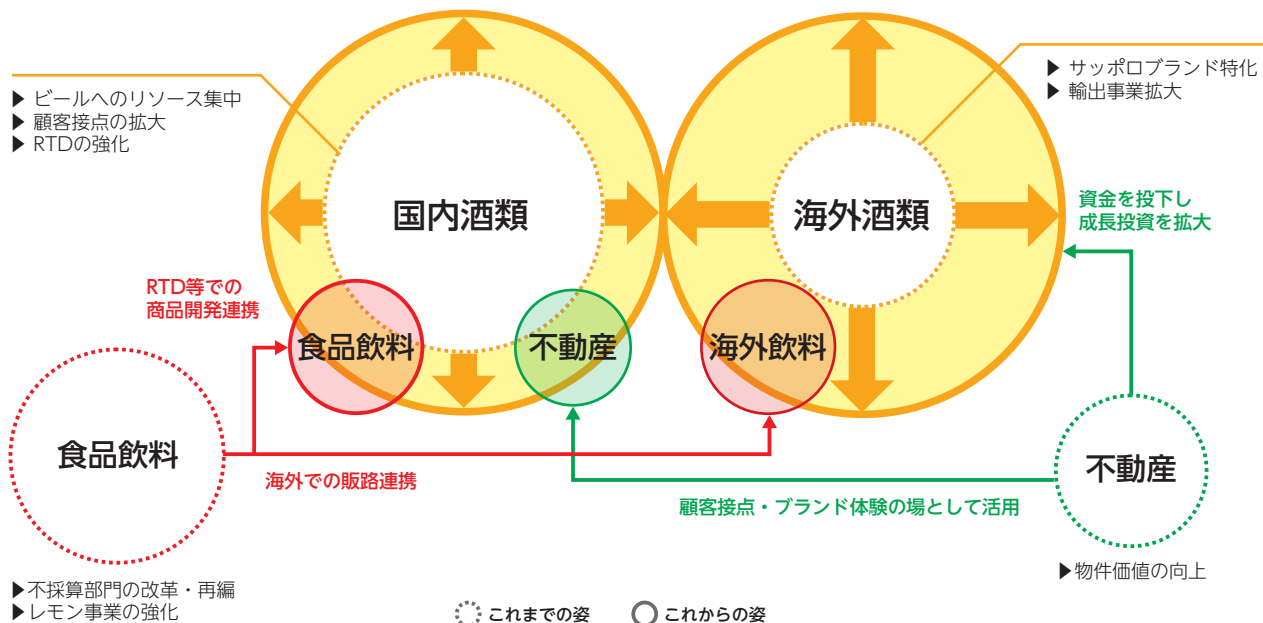 ▶ ビールへのリソース集中
▶ 顧客接点の拡大
▶ RTDの強化
▶ サッポロブランド特化
▶ 輸出事業拡大
国内酒類
海外酒類
資金を投下し
成長投資を拡大
RTD等での
商品開発連携
食品飲料
不動産
海外飲料
食品飲料
海外での販路連携
不動産
顧客接点・ブランド体験の場として活用
▶物件価値の向上
▶不採算部門の改革・再編
▶レモン事業の強化
これまでの姿
これからの姿